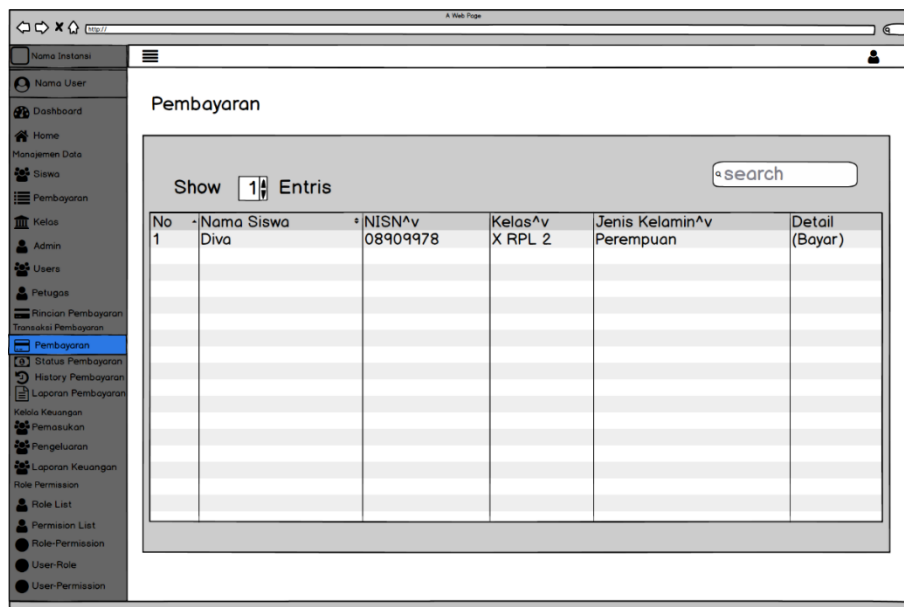 A Web Page
http://
Nama Instansi
Nama User
Dashboard
Home
Manajemen Data
Siswa
Pembayaran
Kelas
Admin
Users
Petugas
Rincian Pembayaran
Transaksi Pembayaran
Pembayaran
Status Pembayaran
History Pembayaran
Laporan Pembayaran
Kelola Keuangan
Pemasukan
Pengeluaran
Laporan Keuangan
Role Permission
Role List
Permision List
Role-Permission
User-Role
User-Permission
Pembayaran
search
Show 1 Entris
No Nama Siswa NISN^v Kelas^v Jenis Kelamin^v Detail
1 Diva 08909978 X RPL 2 Perempuan (Bayar)